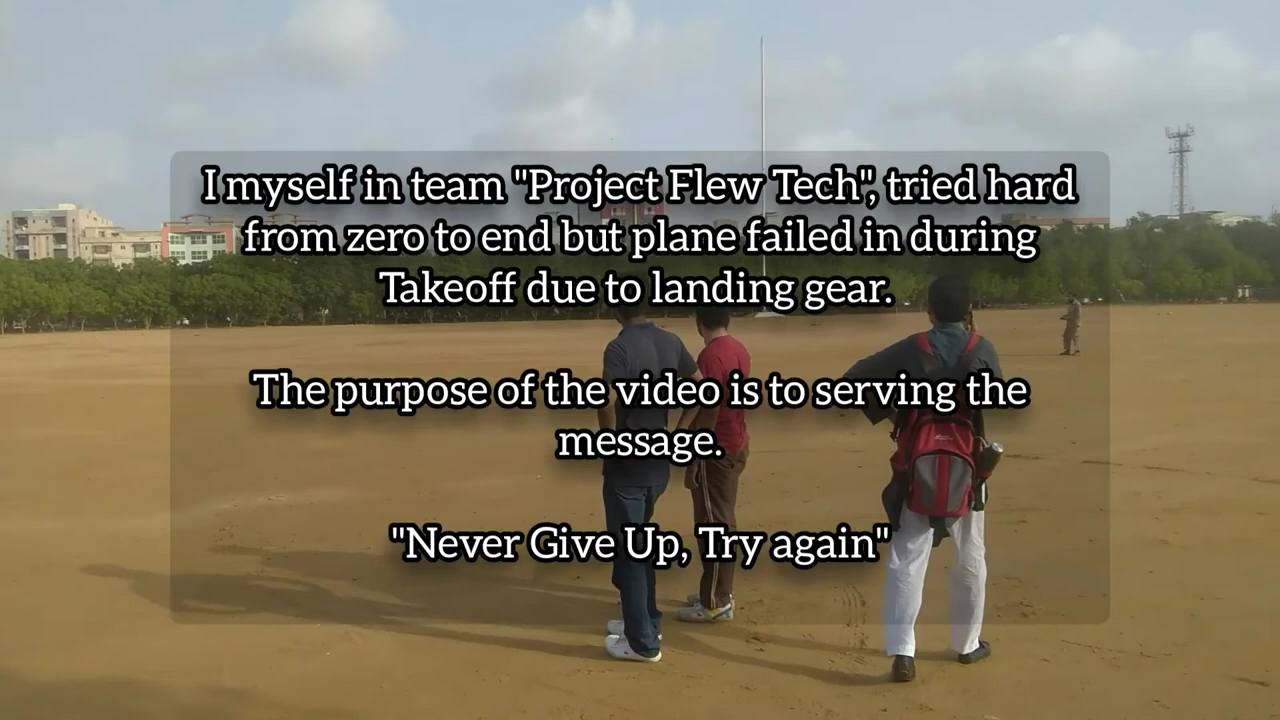 I myself in team "Project Flew Tech", tried hard
from zero to end but plane failed in during
Takeoff due to landing gear.
The purpose of the video is to serving the
message.
"Never Give Up, Try again"